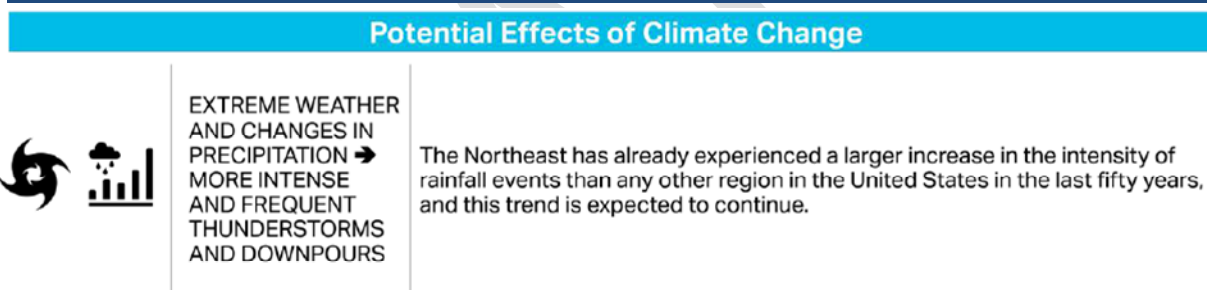 Potential Effects of Climate Change
EXTREME WEATHER
AND CHANGES IN
PRECIPITATION ➔
MORE INTENSE
AND FREQUENT
THUNDERSTORMS
AND DOWNPOURS
The Northeast has already experienced a larger increase in the intensity of
rainfall events than any other region in the United States in the last fifty years,
and this trend is expected to continue.